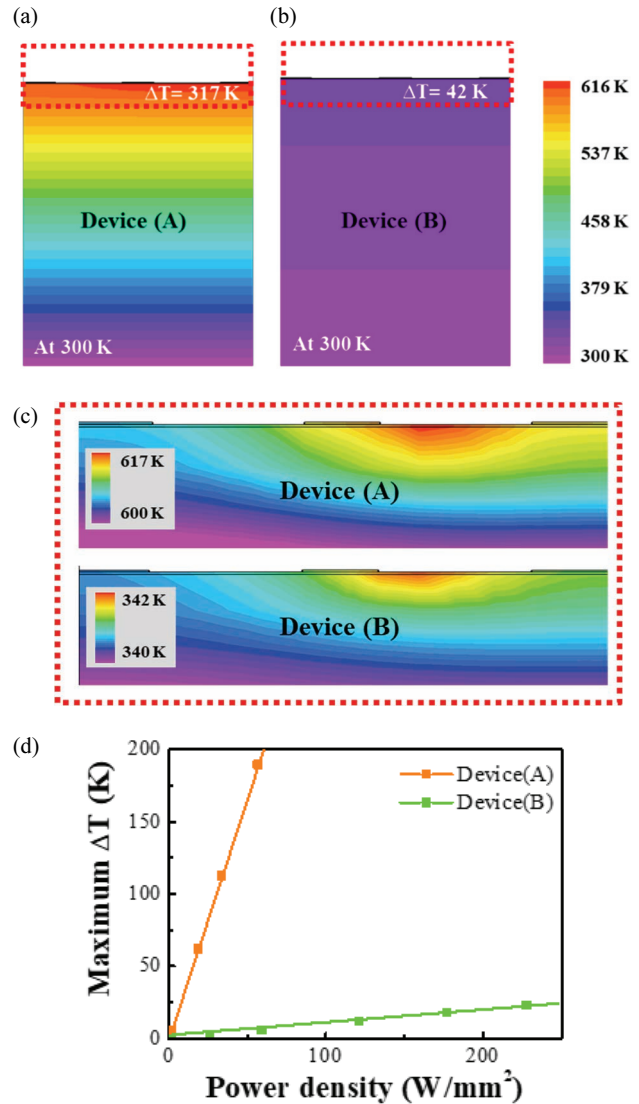 (a)
(b)
ΔT= 317 K
ΔT= 42 K
Device (A)
Device (B)
At 300 K
At 300 K
616 K
537 K
458 K
379 K
300 K
(c)
617 K
600 K
Device (A)
342 K
340 K
Device (B)
(d)
Maximum ΔT (K)
200
150
100
50
0
Device(A)
Device(B)
0
100
200
Power density (W/mm²)